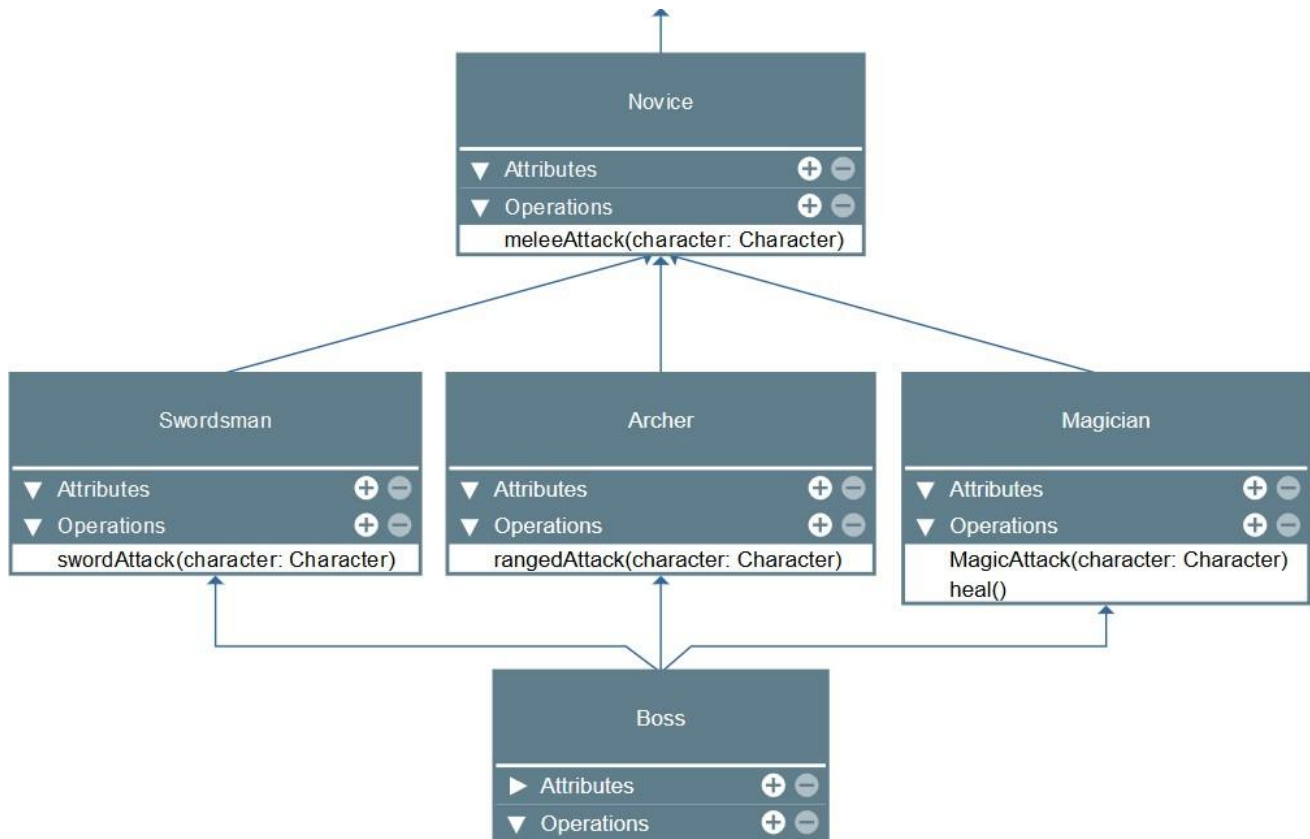 Novice
Attributes
Operations
meleeAttack(character: Character)
Swordsman
Attributes
Operations
swordAttack(character: Character)
Archer
Attributes
Operations
rangedAttack(character: Character)
Magician
Attributes
Operations
MagicAttack(character: Character)
heal()
Boss
Attributes
Operations